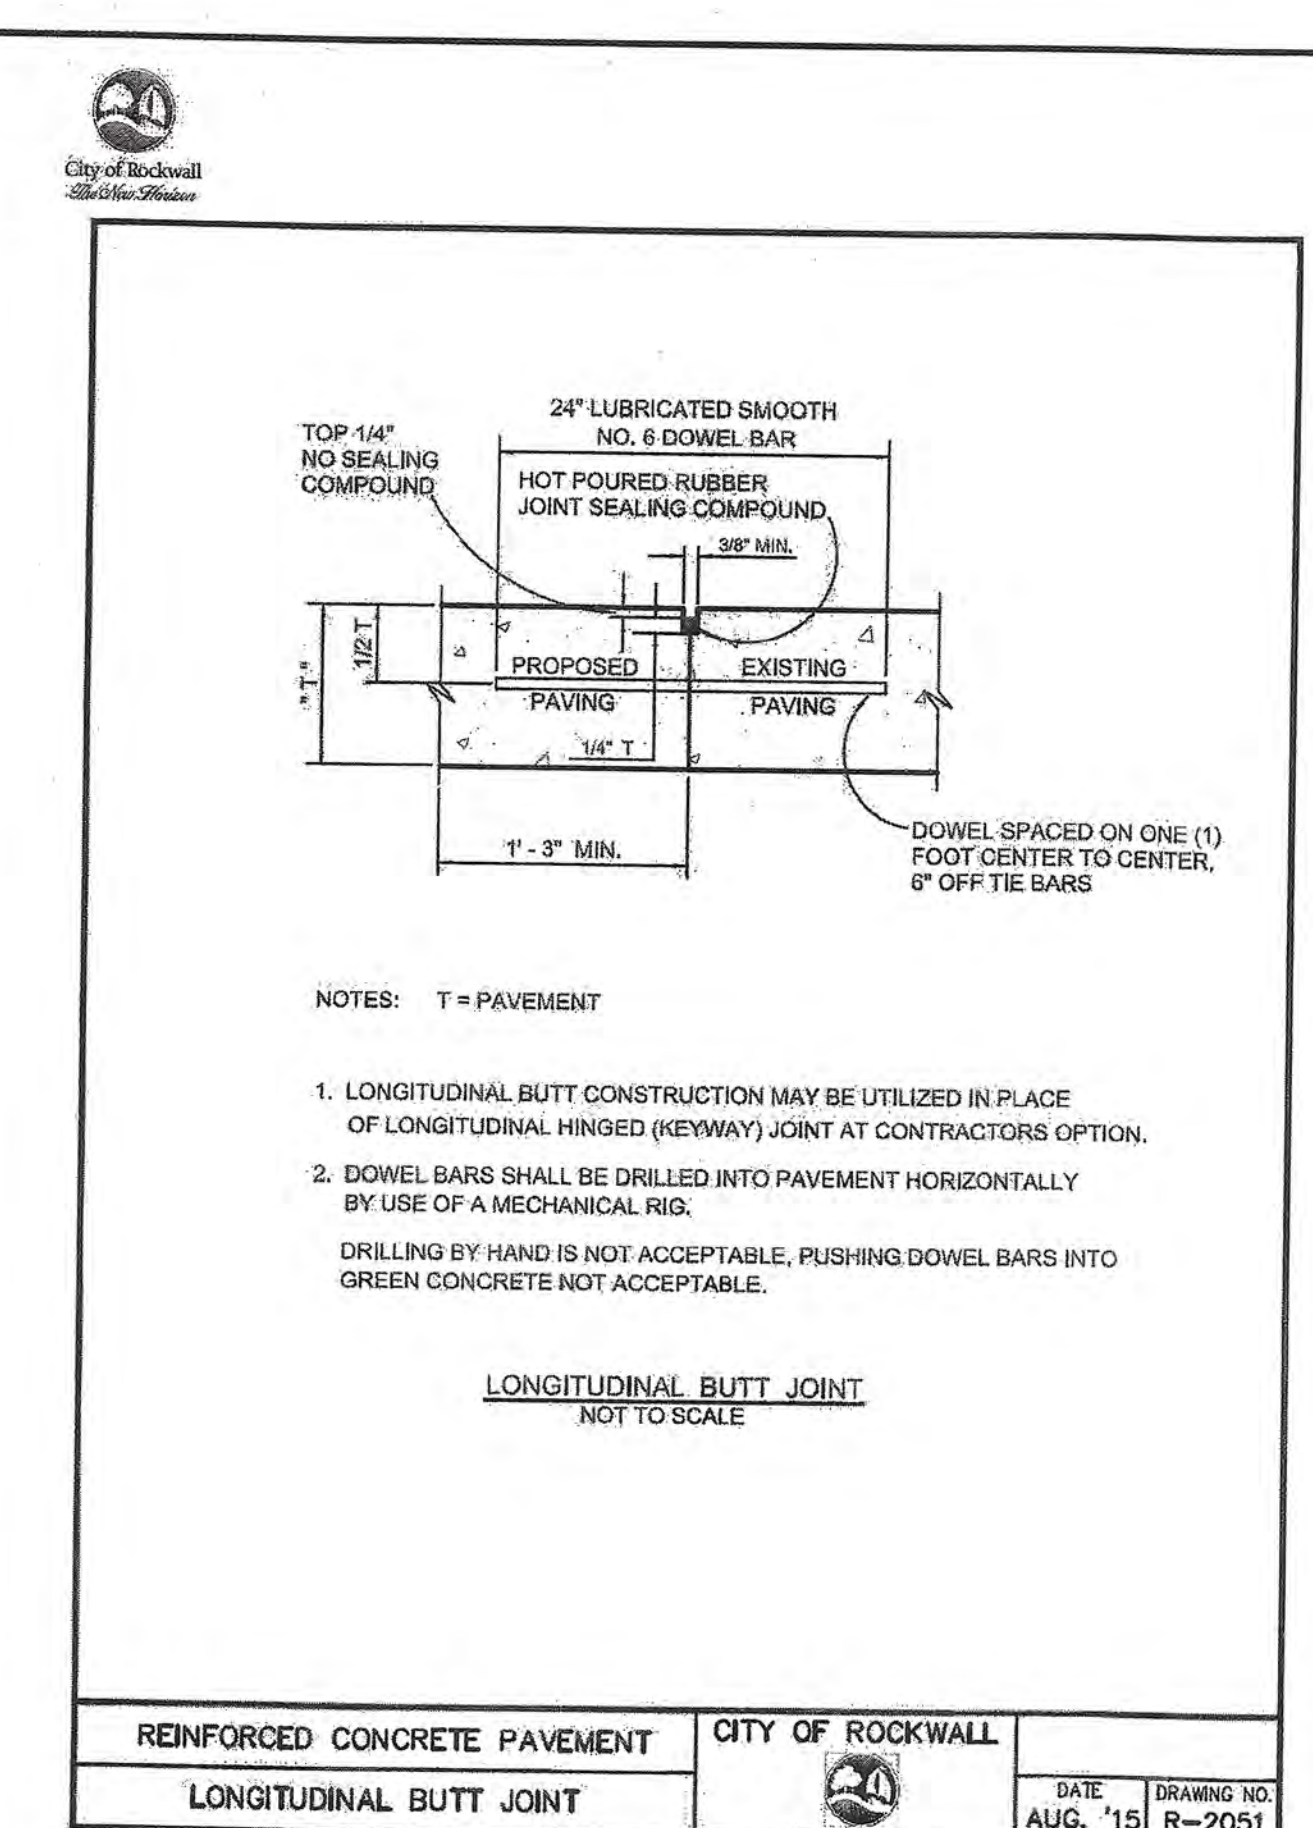 City of Rockwall
The New Horizon
24" LUBRICATED SMOOTH
NO. 6 DOWEL BAR
TOP 1/4"
NO SEALING
COMPOUND
HOT POURED RUBBER
JOINT SEALING COMPOUND
3/8" MIN.
1/2 T
"T"
PROPOSED
PAVING
EXISTING
PAVING
1/4" T
1' - 3" MIN.
DOWEL SPACED ON ONE (1)
FOOT CENTER TO CENTER,
6" OFF TIE BARS
NOTES: T = PAVEMENT
1. LONGITUDINAL BUTT CONSTRUCTION MAY BE UTILIZED IN PLACE
OF LONGITUDINAL HINGED (KEYWAY) JOINT AT CONTRACTORS OPTION.
2. DOWEL BARS SHALL BE DRILLED INTO PAVEMENT HORIZONTALLY
BY USE OF A MECHANICAL RIG.
DRILLING BY HAND IS NOT ACCEPTABLE, PUSHING DOWEL BARS INTO
GREEN CONCRETE NOT ACCEPTABLE.
LONGITUDINAL BUTT JOINT
NOT TO SCALE
REINFORCED CONCRETE PAVEMENT
LONGITUDINAL BUTT JOINT
CITY OF ROCKWALL
DATE
AUG. '15
DRAWING NO.
R-2051